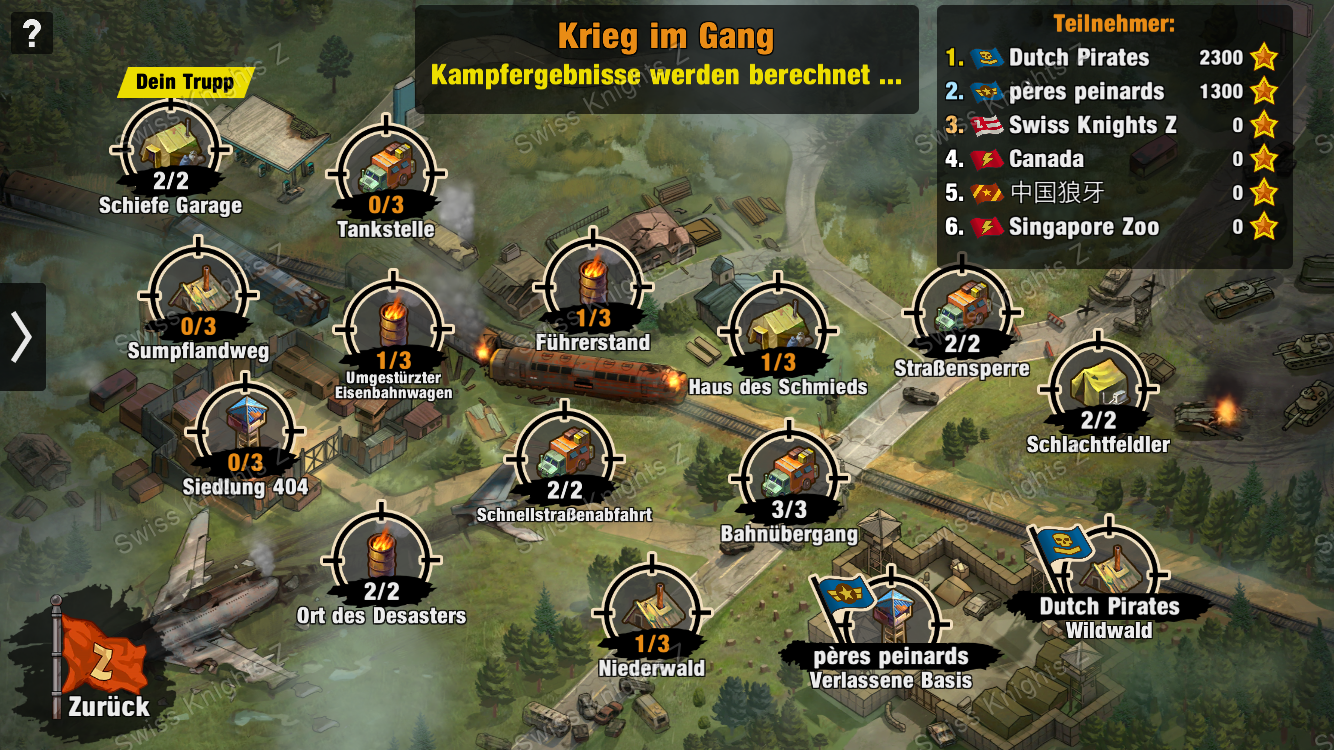 ?
Krieg im Gang
Kampfergebnisse werden berechnet ...
Teilnehmer:
1. Dutch Pirates 2300
2. pères peinards 1300
3. Swiss Knights Z 0
4. Canada 0
5. 中国狼牙 0
6. Singapore Zoo 0
Dein Trupp
2/2
Schiefe Garage
0/3
Tankstelle
0/3
Sumpflandweg
1/3
Umgestürzter
Eisenbahnwagen
1/3
Führerstand
1/3
Haus des Schmieds
2/2
Straßensperre
2/2
Schlachtfeldler
0/3
Siedlung 404
2/2
Schnellstraßenabfahrt
3/3
Bahnübergang
2/2
Ort des Desasters
1/3
Niederwald
pères peinards
Verlassene Basis
Dutch Pirates
Wildwald
Z
Zurück
Swiss Knights Z